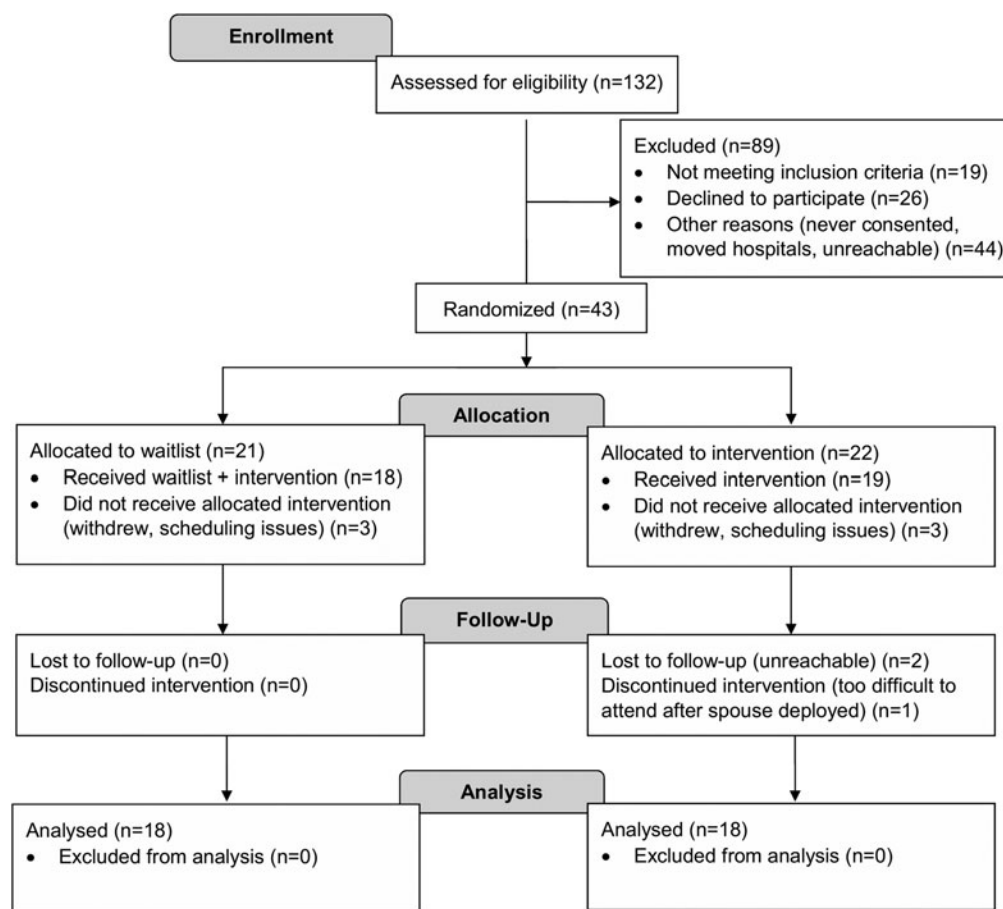 Enrollment
Assessed for eligibility (n=132)
Excluded (n=89)
• Not meeting inclusion criteria (n=19)
• Declined to participate (n=26)
• Other reasons (never consented,
moved hospitals, unreachable) (n=44)
Randomized (n=43)
Allocation
Allocated to waitlist (n=21)
• Received waitlist + intervention (n=18)
• Did not receive allocated intervention
(withdrew, scheduling issues) (n=3)
Allocated to intervention (n=22)
• Received intervention (n=19)
• Did not receive allocated intervention
(withdrew, scheduling issues) (n=3)
Follow-Up
Lost to follow-up (n=0)
Discontinued intervention (n=0)
Lost to follow-up (unreachable) (n=2)
Discontinued intervention (too difficult to
attend after spouse deployed) (n=1)
Analysis
Analysed (n=18)
• Excluded from analysis (n=0)
Analysed (n=18)
• Excluded from analysis (n=0)